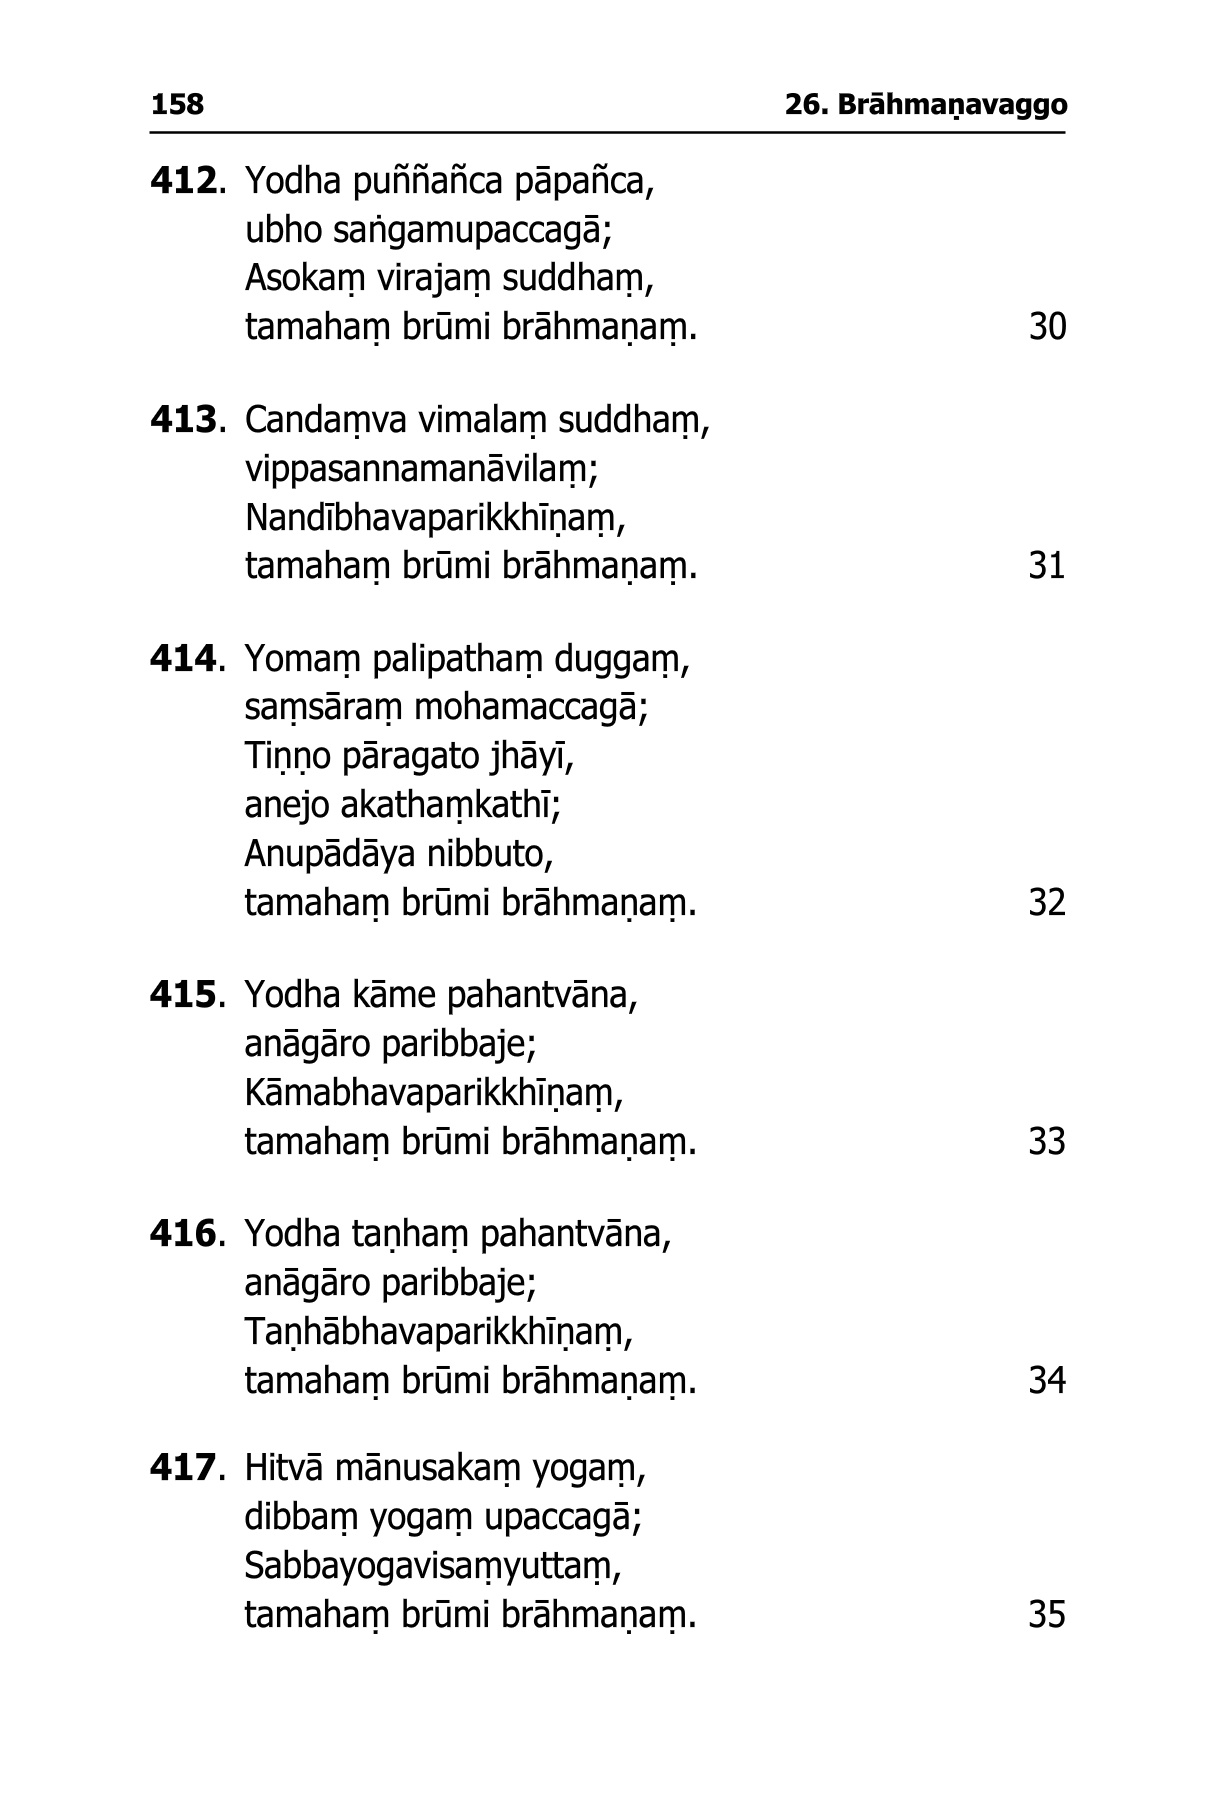 158 26. Brāhmaṇavaggo
412. Yodha puññañca pāpañca,
ubho saṅgamupaccagā;
Asokaṃ virajaṃ suddhaṃ,
tamahaṃ brūmi brāhmaṇaṃ. 30
413. Candaṃva vimalaṃ suddhaṃ,
vippasannamanāvilaṃ;
Nandībhavaparikkhīṇaṃ,
tamahaṃ brūmi brāhmaṇaṃ. 31
414. Yomaṃ palipathaṃ duggaṃ,
saṃsāraṃ mohamaccagā;
Tiṇṇo pāragato jhāyī,
anejo akathaṃkathī;
Anupādāya nibbuto,
tamahaṃ brūmi brāhmaṇaṃ. 32
415. Yodha kāme pahantvāna,
anāgāro paribbaje;
Kāmabhavaparikkhīṇaṃ,
tamahaṃ brūmi brāhmaṇaṃ. 33
416. Yodha taṇhaṃ pahantvāna,
anāgāro paribbaje;
Taṇhābhavaparikkhīṇaṃ,
tamahaṃ brūmi brāhmaṇaṃ. 34
417. Hitvā mānusakaṃ yogaṃ,
dibbaṃ yogaṃ upaccagā;
Sabbayogavisaṃyuttaṃ,
tamahaṃ brūmi brāhmaṇaṃ. 35